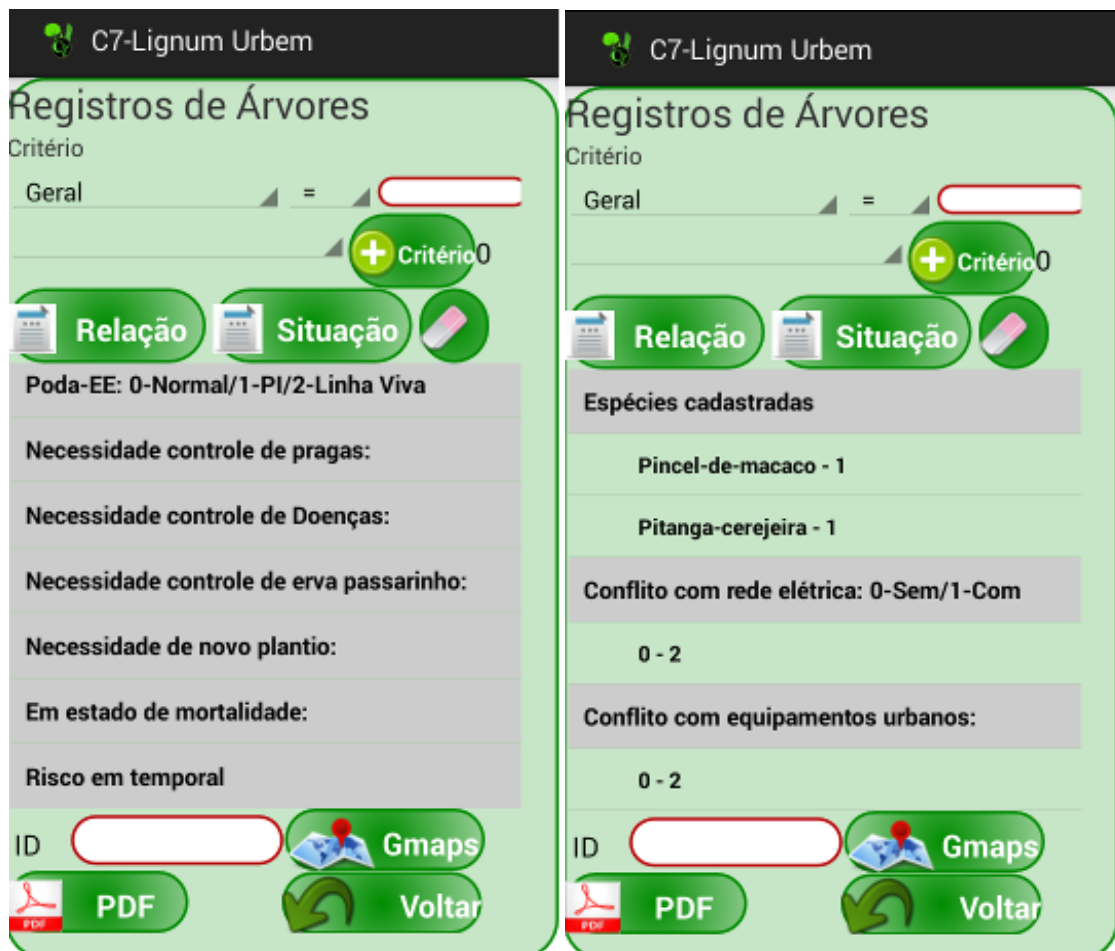 C7-Lignum Urbem
Registros de Árvores
Critério
Geral =
Critério 0
Relação Situação
Poda-EE: 0-Normal/1-PI/2-Linha Viva
Necessidade controle de pragas:
Necessidade controle de Doenças:
Necessidade controle de erva passarinho:
Necessidade de novo plantio:
Em estado de mortalidade:
Risco em temporal
ID Gmaps
PDF Voltar
C7-Lignum Urbem
Registros de Árvores
Critério
Geral =
Critério 0
Relação Situação
Espécies cadastradas
Pincel-de-macaco - 1
Pitanga-cerejeira - 1
Conflito com rede elétrica: 0-Sem/1-Com
0 - 2
Conflito com equipamentos urbanos:
0 - 2
ID Gmaps
PDF Voltar